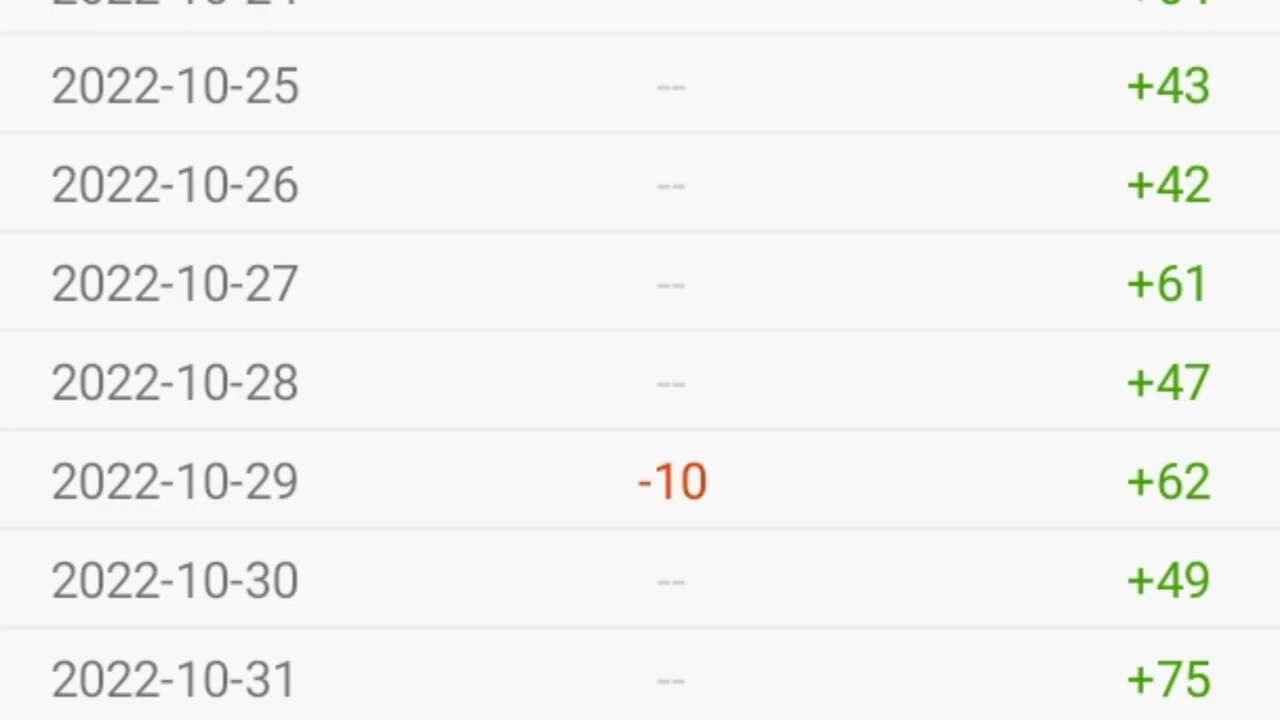 2022-10-25 -- +43
2022-10-26 -- +42
2022-10-27 -- +61
2022-10-28 -- +47
2022-10-29 -10 +62
2022-10-30 -- +49
2022-10-31 -- +75